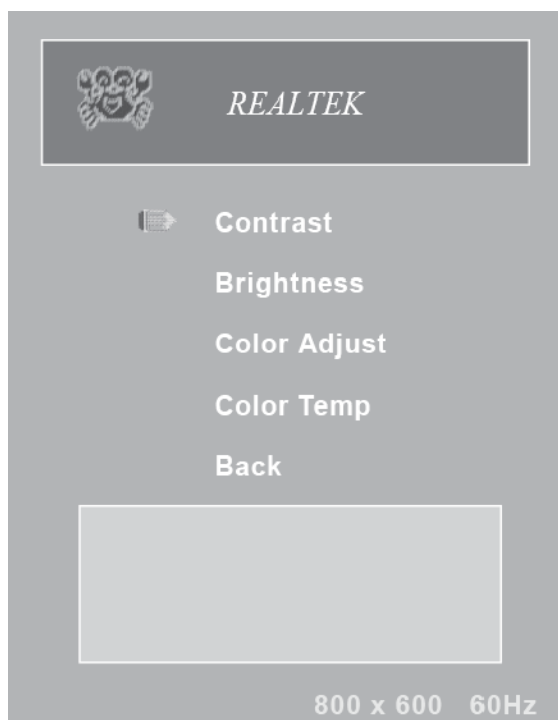 REALTEK
Contrast
Brightness
Color Adjust
Color Temp
Back
800 x 600 60Hz